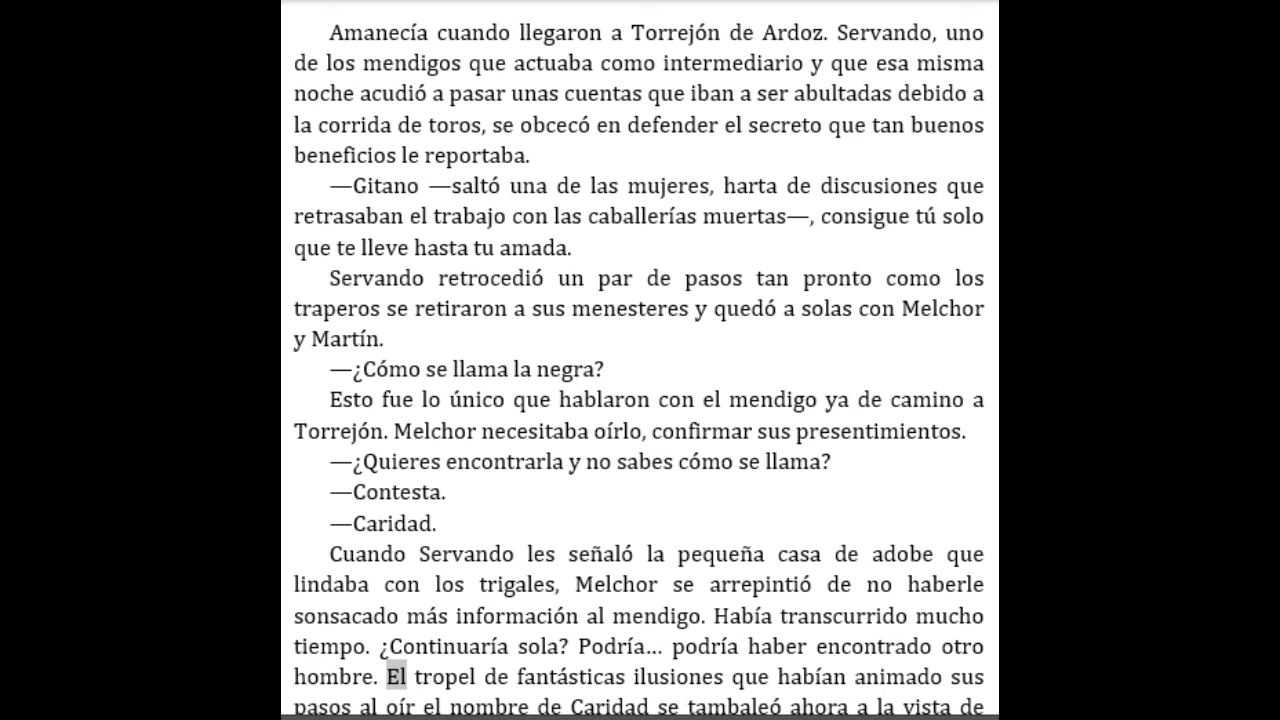 Amanecía cuando llegaron a Torrejón de Ardoz. Servando, uno
de los mendigos que actuaba como intermediario y que esa misma
noche acudió a pasar unas cuentas que iban a ser abultadas debido a
la corrida de toros, se obcecó en defender el secreto que tan buenos
beneficios le reportaba.
—Gitano —saltó una de las mujeres, harta de discusiones que
retrasaban el trabajo con las caballerías muertas—, consigue tú solo
que te lleve hasta tu amada.
Servando retrocedió un par de pasos tan pronto como los
traperos se retiraron a sus menesteres y quedó a solas con Melchor
y Martín.
—¿Cómo se llama la negra?
Esto fue lo único que hablaron con el mendigo ya de camino a
Torrejón. Melchor necesitaba oírlo, confirmar sus presentimientos.
—¿Quieres encontrarla y no sabes cómo se llama?
—Contesta.
—Caridad.
Cuando Servando les señaló la pequeña casa de adobe que
lindaba con los trigales, Melchor se arrepintió de no haberle
sonsacado más información al mendigo. Había transcurrido mucho
tiempo. ¿Continuaría sola? Podría... podría haber encontrado otro
hombre. El tropel de fantásticas ilusiones que habían animado sus
pasos al oír el nombre de Caridad se tambaleó ahora a la vista de